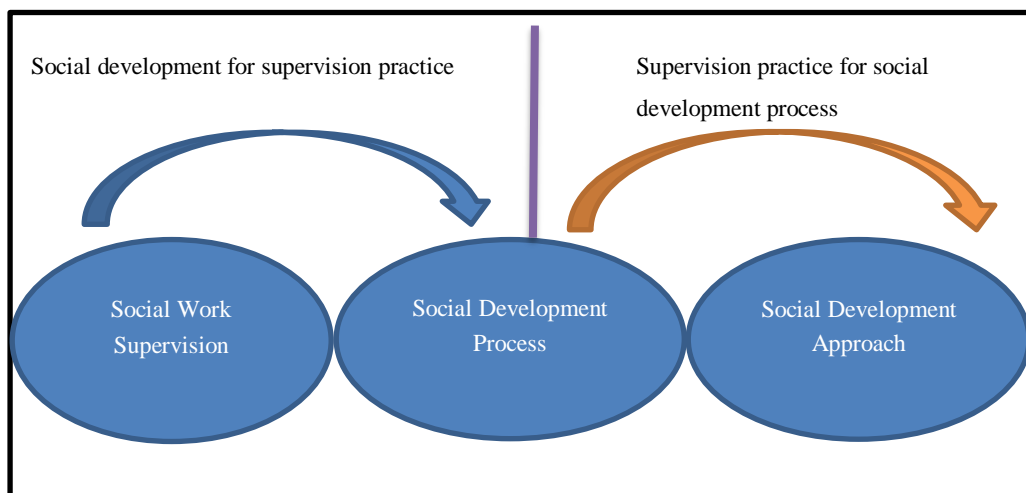 Social development for supervision practice
Supervision practice for social
development process
Social Work
Supervision
Social Development
Process
Social Development
Approach